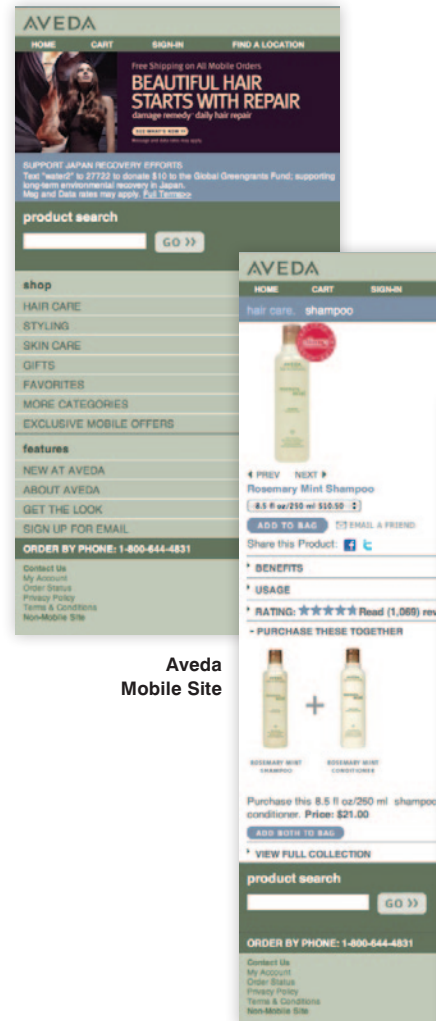 AVEDA
HOME CART SIGN-IN FIND A LOCATION
Free Shipping on All Mobile Orders
BEAUTIFUL HAIR
STARTS WITH REPAIR
damage remedy daily hair repair
SEE WHAT'S NEW >>
Message and data rates may apply.
SUPPORT JAPAN RECOVERY EFFORTS
Text "water2" to 27722 to donate $10 to the Global Greengrants Fund; supporting
long-term environmental recovery in Japan.
Msg and Data rates may apply. Full Terms>>
product search
GO >>
shop
HAIR CARE
STYLING
SKIN CARE
GIFTS
FAVORITES
MORE CATEGORIES
EXCLUSIVE MOBILE OFFERS
features
NEW AT AVEDA
ABOUT AVEDA
GET THE LOOK
SIGN UP FOR EMAIL
ORDER BY PHONE: 1-800-644-4831
Contact Us
My Account
Order Status
Privacy Policy
Terms & Conditions
Non-Mobile Site
Aveda
Mobile Site
AVEDA
HOME CART SIGN-IN
hair care. shampoo
PREV NEXT
Rosemary Mint Shampoo
8.5 fl oz/250 ml $10.50
ADD TO BAG EMAIL A FRIEND
Share this Product:
BENEFITS
USAGE
RATING: Read (1,069) rev
- PURCHASE THESE TOGETHER
+
ROSEMARY MINT SHAMPOO
ROSEMARY MINT CONDITIONER
Purchase this 8.5 fl oz/250 ml shampoo
conditioner. Price: $21.00
ADD BOTH TO BAG
VIEW FULL COLLECTION
product search
GO >>
ORDER BY PHONE: 1-800-644-4831
Contact Us
My Account
Order Status
Privacy Policy
Terms & Conditions
Non-Mobile Site